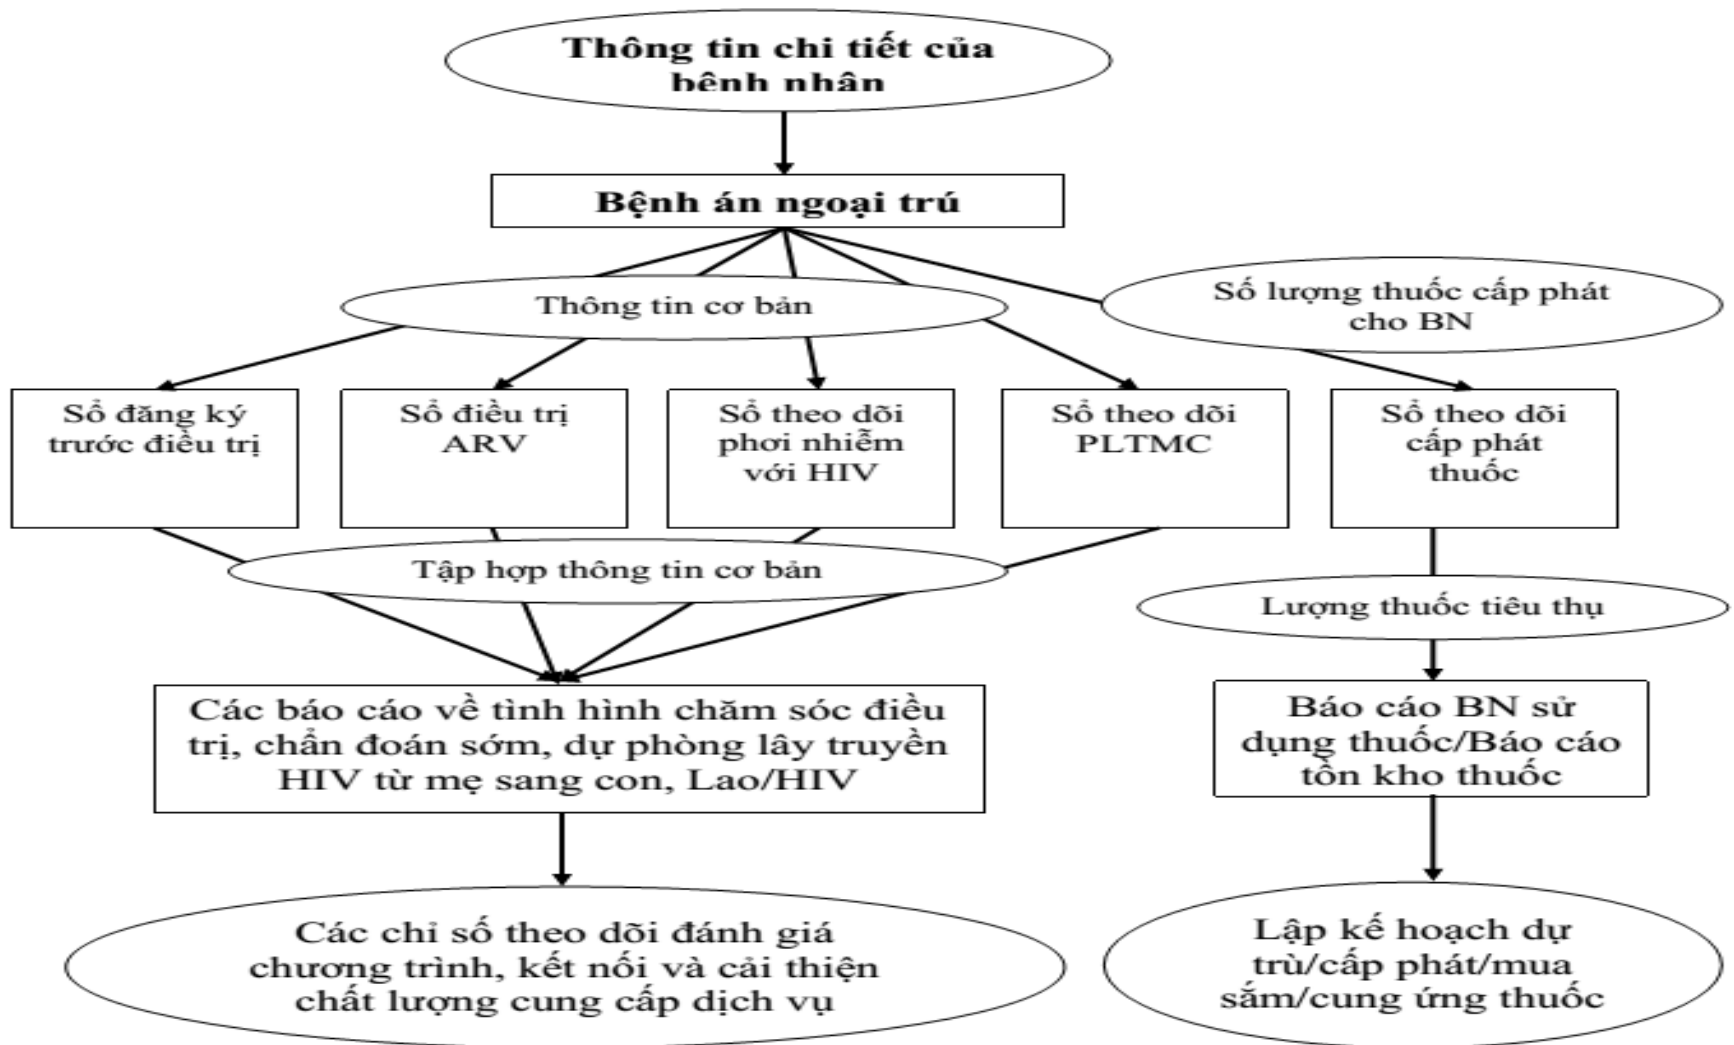 Thông tin chi tiết của
bệnh nhân
Bệnh án ngoại trú
Thông tin cơ bản
Số lượng thuốc cấp phát
cho BN
Sổ đăng ký
trước điều trị
Sổ điều trị
ARV
Sổ theo dõi
phơi nhiễm
với HIV
Sổ theo dõi
PLTMC
Sổ theo dõi
cấp phát
thuốc
Tập hợp thông tin cơ bản
Lượng thuốc tiêu thụ
Các báo cáo về tình hình chăm sóc điều
trị, chẩn đoán sớm, dự phòng lây truyền
HIV từ mẹ sang con, Lao/HIV
Báo cáo BN sử
dụng thuốc/Báo cáo
tồn kho thuốc
Các chỉ số theo dõi đánh giá
chương trình, kết nối và cải thiện
chất lượng cung cấp dịch vụ
Lập kế hoạch dự
trù/cấp phát/mua
sắm/cung ứng thuốc